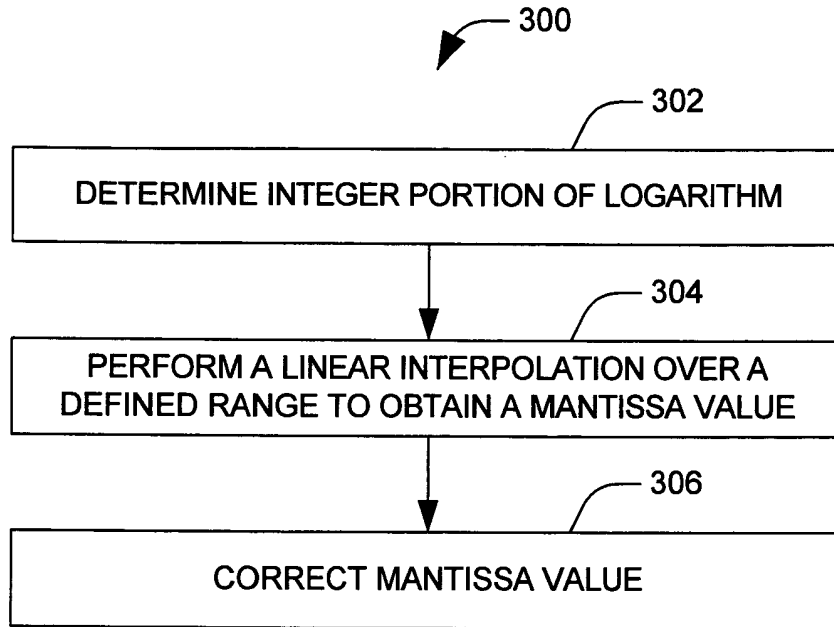 300
302
DETERMINE INTEGER PORTION OF LOGARITHM
304
PERFORM A LINEAR INTERPOLATION OVER A
DEFINED RANGE TO OBTAIN A MANTISSA VALUE
306
CORRECT MANTISSA VALUE